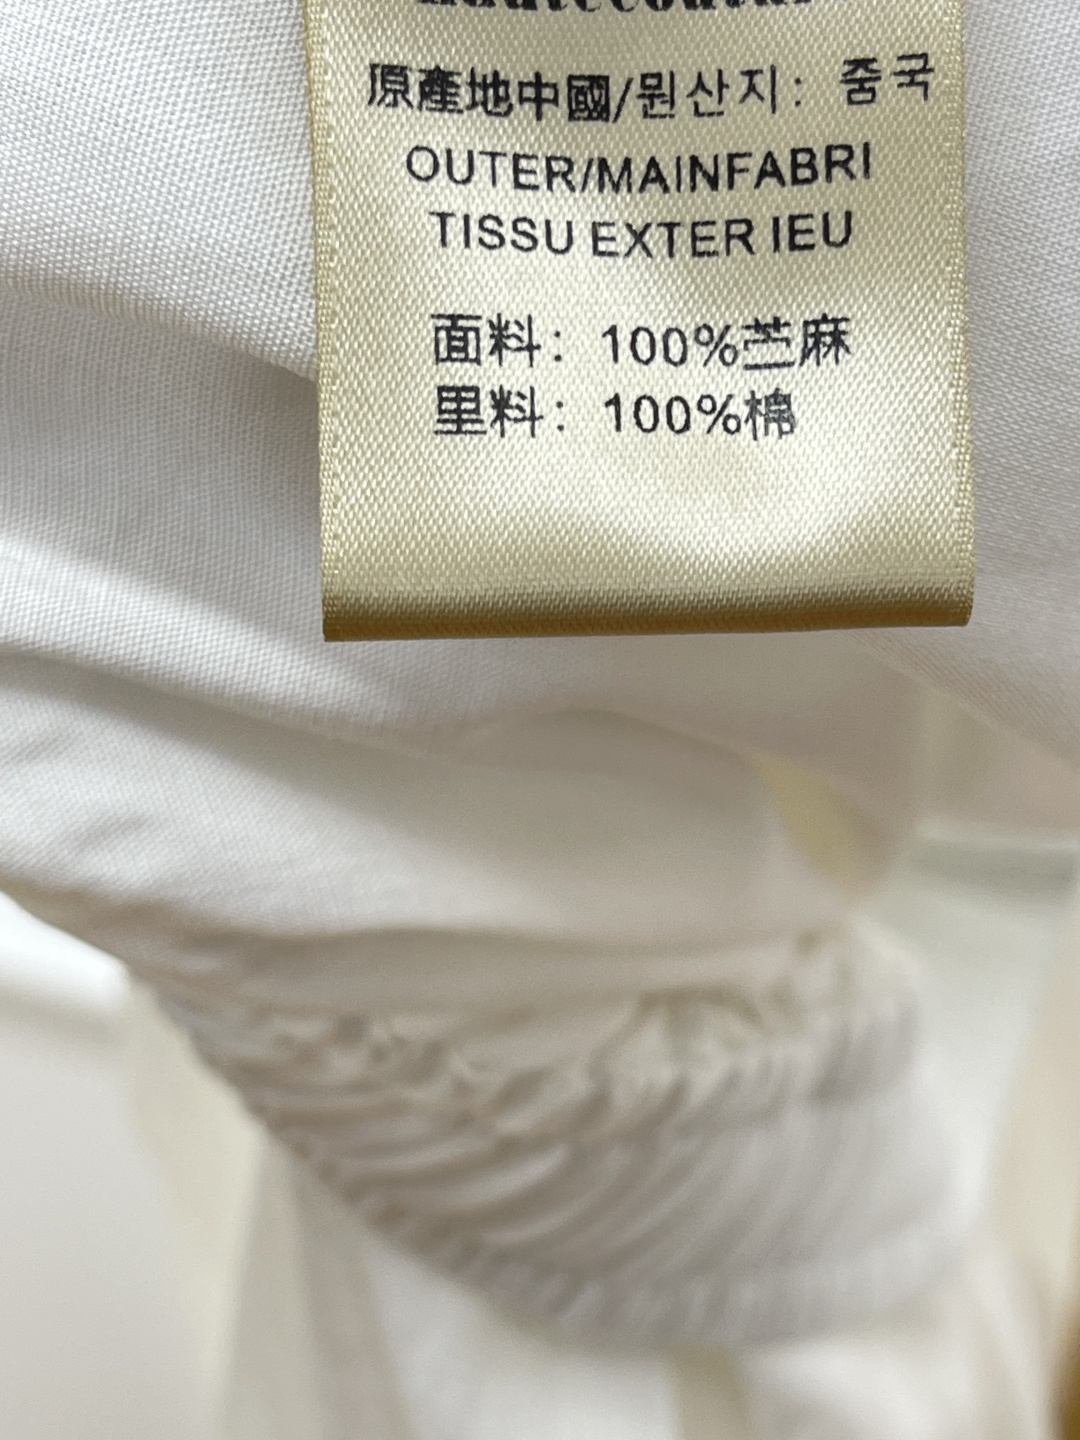 原產地中國/원산지: 중국
OUTER/MAINFABRI
TISSU EXTER IEU
面料: 100%苎麻
里料: 100%棉